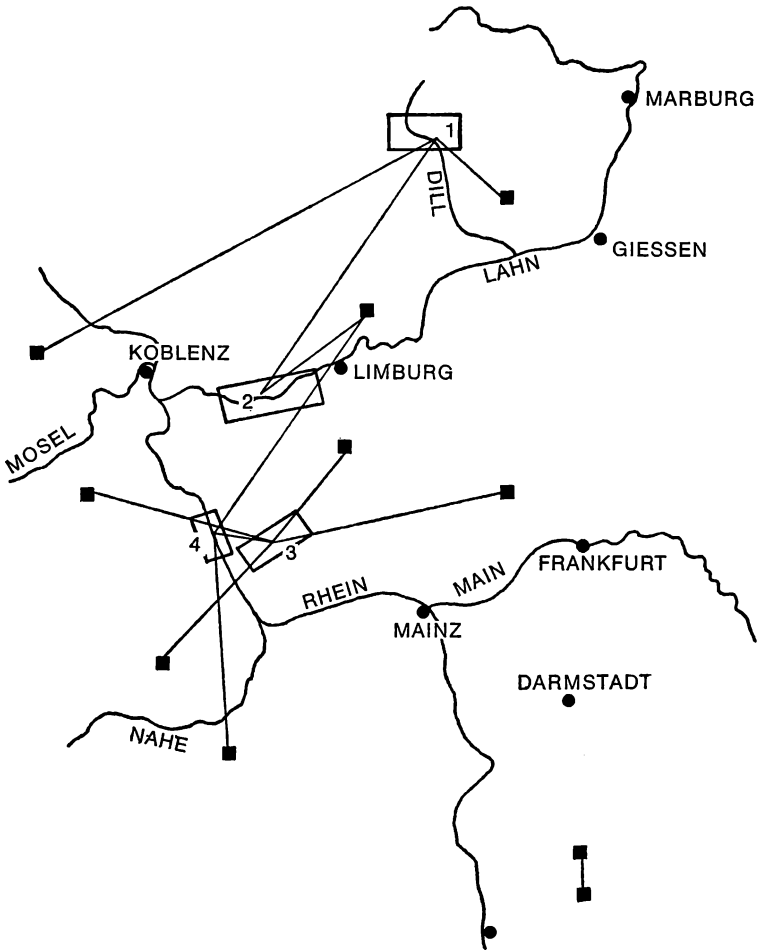 MARBURG
1
DILL
GIESSEN
LAHN
KOBLENZ
LIMBURG
2
MOSEL
4
3
FRANKFURT
MAIN
RHEIN
MAINZ
DARMSTADT
NAHE